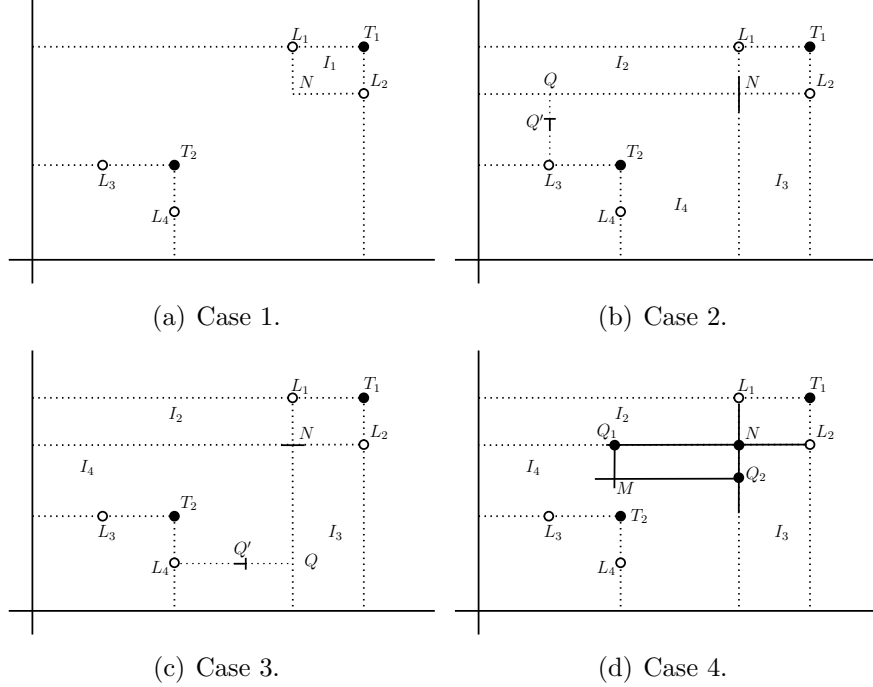 L₁ T₁ L₁ T₁
I₁ I₂
N L₂ Q N L₂
Q'
T₂ T₂
L₃ I₃
L₄ L₄ I₄
L₃
(a) Case 1. (b) Case 2.
L₁ T₁ L₁ T₁
I₂ I₂
N L₂ Q₁ N L₂
I₄ I₄
M Q₂
T₂ T₂
L₃ I₃ L₃ I₃
Q' Q
L₄ L₄
(c) Case 3. (d) Case 4.